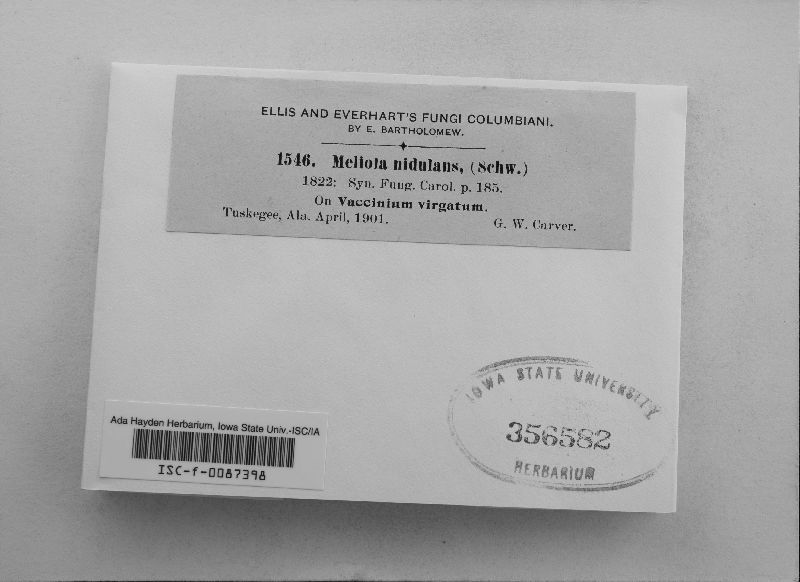 ELLIS AND EVERHART'S FUNGI COLUMBIANI.
BY E. BARTHOLOMEW.
1546. Meliola nidulans, (Schw.)
1822: Syn. Fung. Carol. p. 185.
On Vaccinium virgatum.
Tuskegee, Ala. April, 1901. G. W. Carver.
IOWA STATE UNIVERSITY
356582
HERBARIUM
Ada Hayden Herbarium, Iowa State Univ.-ISC/IA
ISC-f-0087398